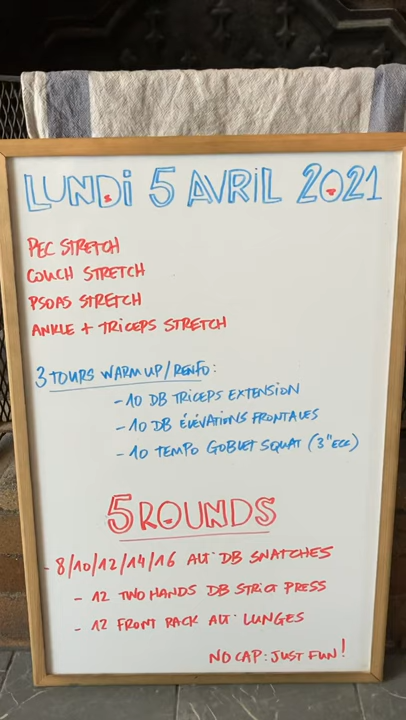 LUNDI 5 AVRIL 2021
PEC STRETCH
COUCH STRETCH
PSOAS STRETCH
ANKLE + TRICEPS STRETCH
3 TOURS WARM UP/RENFO:
- 10 DB TRICEPS EXTENSION
- 10 DB ÉLÉVATIONS FRONTALES
- 10 TEMPO GOBLET SQUAT (3" ECC)
5 ROUNDS
- 8/10/12/14/16 ALT· DB SNATCHES
- 12 TWO HANDS DB STRICT PRESS
- 12 FRONT RACK ALT· LUNGES
NO CAP: JUST FUN!